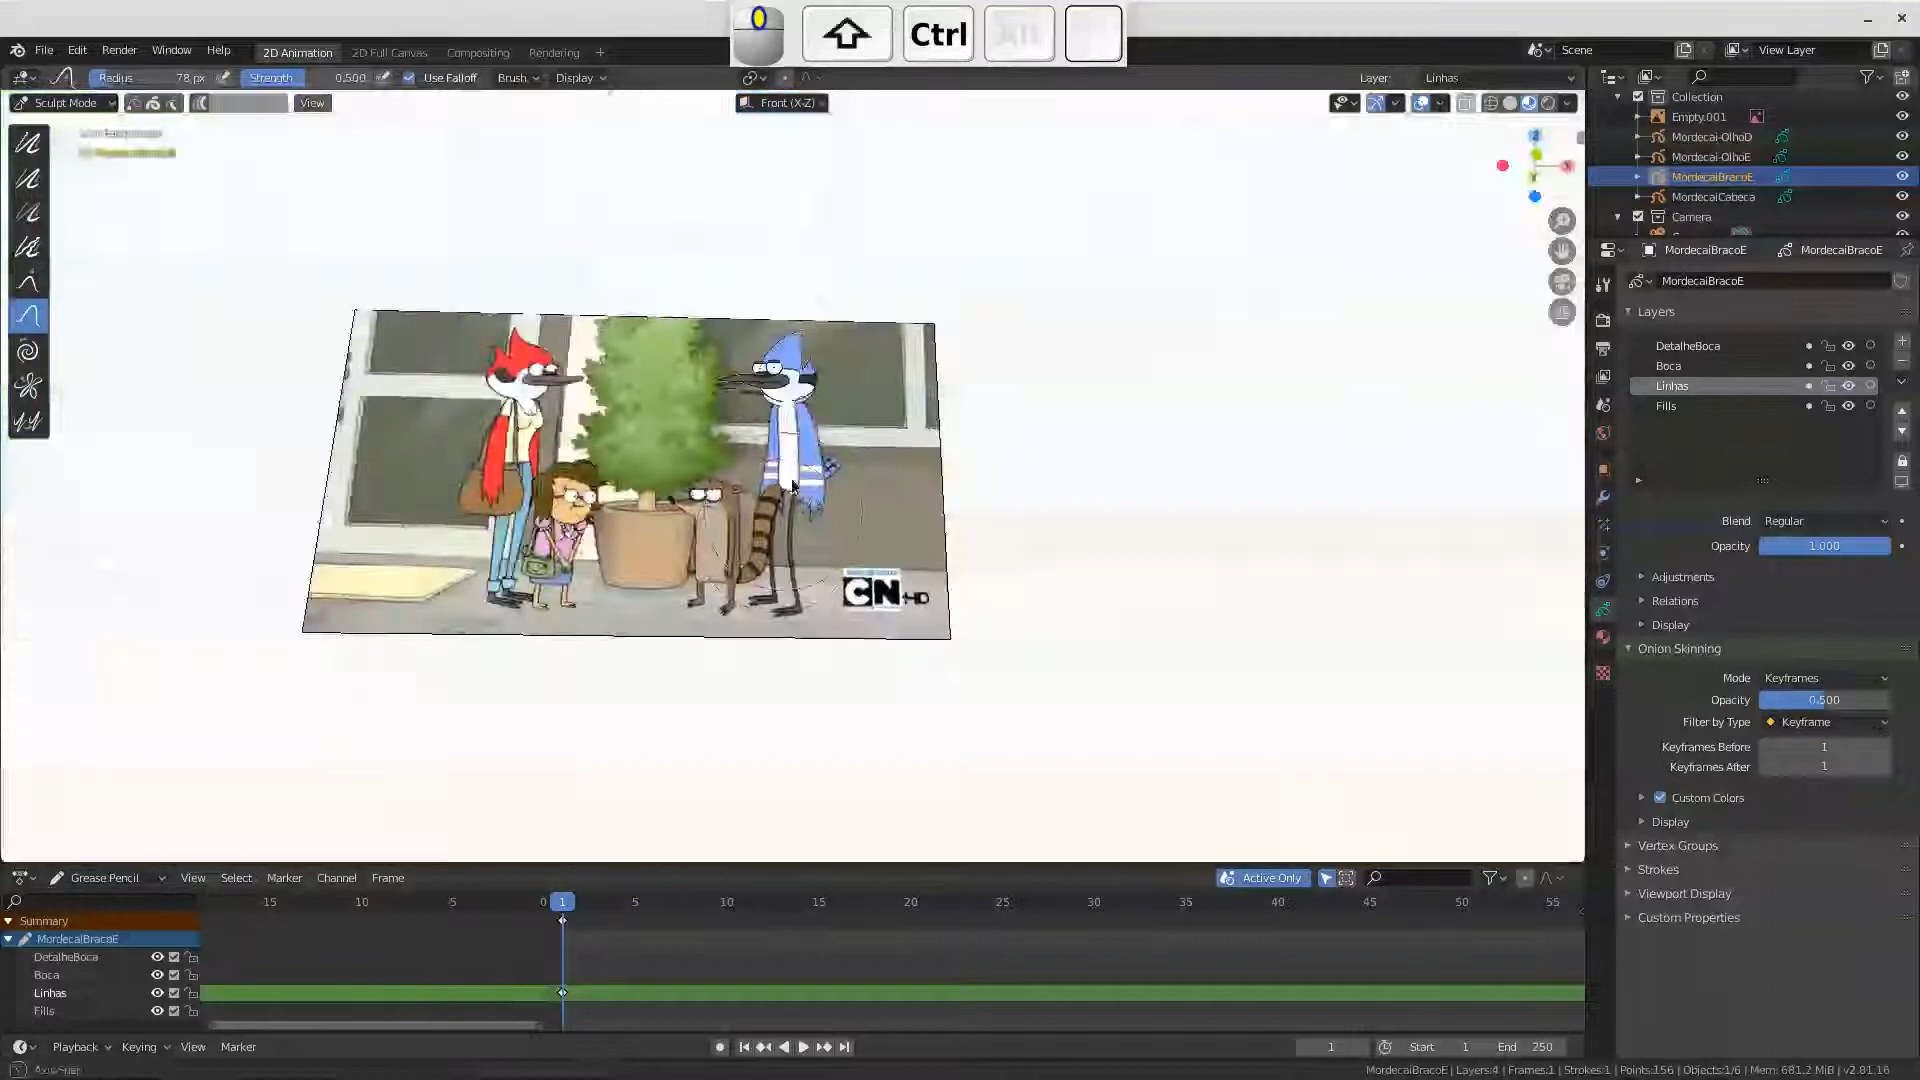 Ctrl
Alt
File Edit Render Window Help 2D Animation 2D Full Canvas Compositing Rendering +
Scene View Layer
Radius 78 px Strength 0,500 Use Falloff Brush Display Layer: Linhas
Sculpt Mode View Front (X-Z)
Collection
Empty.001
Mordecai-OlhoD
Mordecai-OlhoE
MordecaiBracoE
MordecaiCabeca
Camera
MordecaiBracoE MordecaiBracoE
MordecaiBracoE
Layers
DetalheBoca
Boca
Linhas
Fills
Blend Regular
Opacity 1.000
Adjustments
Relations
Display
Onion Skinning
Mode Keyframes
Opacity 0.500
Filter by Type Keyframe
Keyframes Before 1
Keyframes After 1
Custom Colors
Display
Vertex Groups
Strokes
Viewport Display
Custom Properties
CN HD
Grease Pencil View Select Marker Channel Frame Active Only
15 10 5 0 1 5 10 15 20 25 30 35 40 45 50 55
Summary
MordecaiBracoE
DetalheBoca
Boca
Linhas
Fills
Playback Keying View Marker 1 Start 1 End 250
MordecaiBracoE | Layers:4 | Frames:1 | Strokes:1 | Points:156 | Objects:1/6 | Mem: 681.2 MiB | v2.81.16